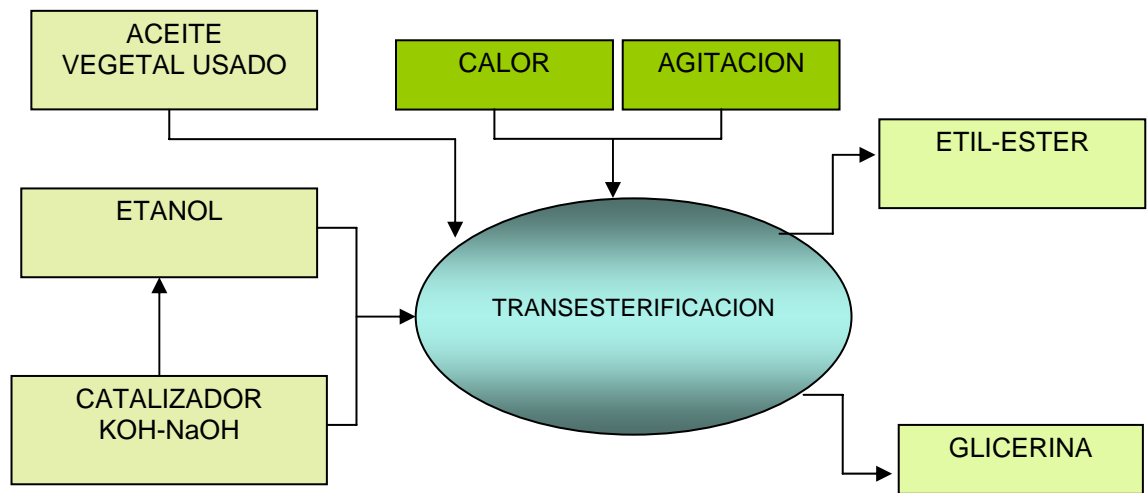 ACEITE
VEGETAL USADO
CALOR
AGITACION
ETIL-ESTER
ETANOL
TRANSESTERIFICACION
CATALIZADOR
KOH-NaOH
GLICERINA